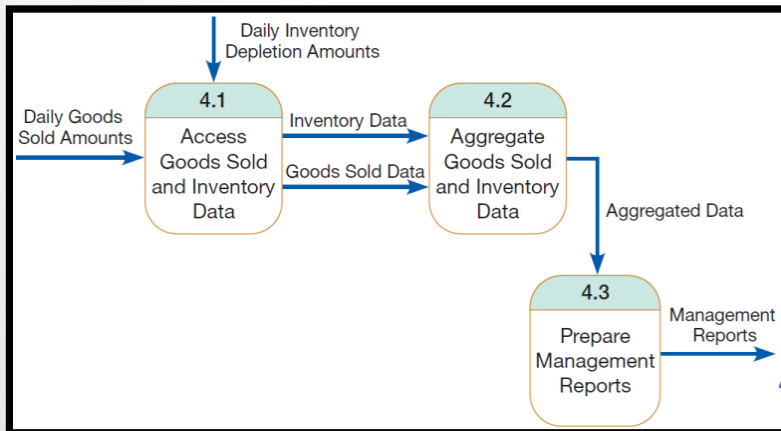 Daily Inventory
Depletion Amounts
Daily Goods
Sold Amounts
4.1
Access
Goods Sold
and Inventory
Data
Inventory Data
Goods Sold Data
4.2
Aggregate
Goods Sold
and Inventory
Data
Aggregated Data
4.3
Prepare
Management
Reports
Management
Reports